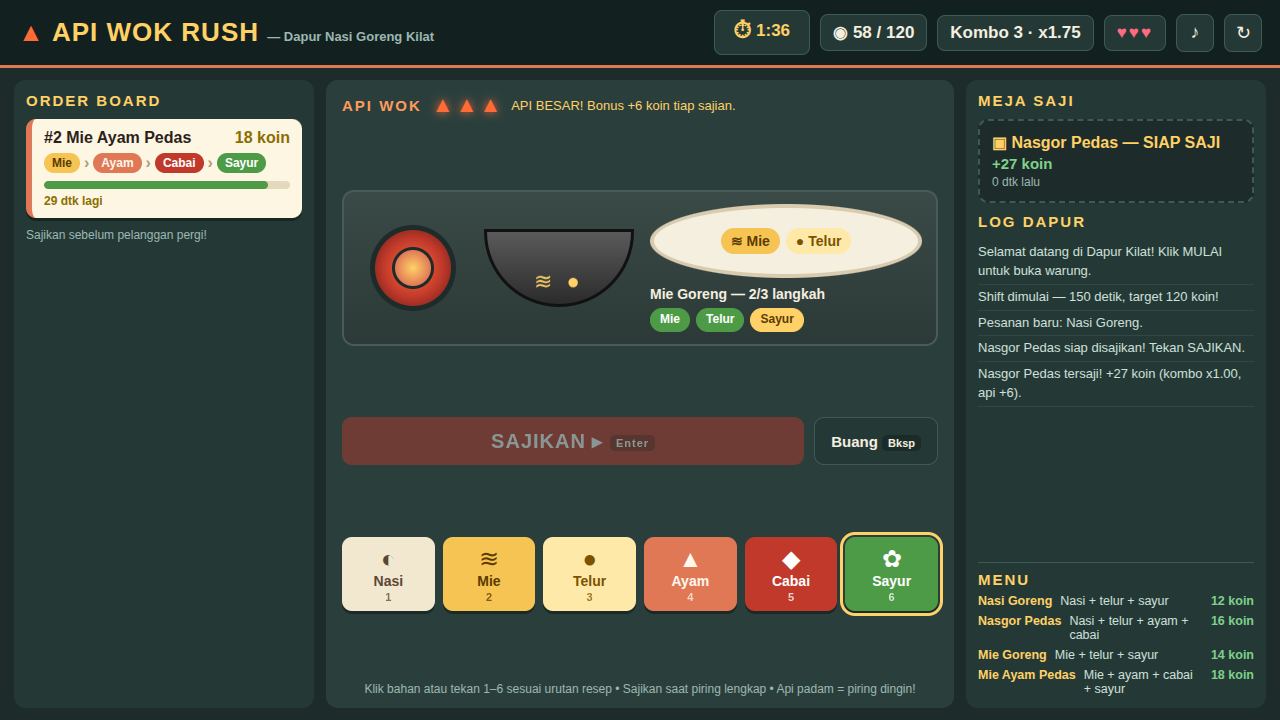 ▲ API WOK RUSH — Dapur Nasi Goreng Kilat
⏱ 1:36
◉ 58 / 120
Kombo 3 · x1.75
♥♥♥
♪
↻
ORDER BOARD
#2 Mie Ayam Pedas 18 koin
Mie › Ayam › Cabai › Sayur
29 dtk lagi
Sajikan sebelum pelanggan pergi!
API WOK ▲ ▲ ▲ API BESAR! Bonus +6 koin tiap sajian.
≋ Mie ● Telur
≋ ●
Mie Goreng — 2/3 langkah
Mie Telur Sayur
SAJIKAN ▸ Enter
Buang Bksp
◖ Nasi 1
≋ Mie 2
● Telur 3
▲ Ayam 4
◆ Cabai 5
✿ Sayur 6
Klik bahan atau tekan 1–6 sesuai urutan resep • Sajikan saat piring lengkap • Api padam = piring dingin!
MEJA SAJI
▣ Nasgor Pedas — SIAP SAJI
+27 koin
0 dtk lalu
LOG DAPUR
Selamat datang di Dapur Kilat! Klik MULAI
untuk buka warung.
Shift dimulai — 150 detik, target 120 koin!
Pesanan baru: Nasi Goreng.
Nasgor Pedas siap disajikan! Tekan SAJIKAN.
Nasgor Pedas tersaji! +27 koin (kombo x1.00,
api +6).
MENU
Nasi Goreng Nasi + telur + sayur 12 koin
Nasgor Pedas Nasi + telur + ayam + 16 koin
cabai
Mie Goreng Mie + telur + sayur 14 koin
Mie Ayam Pedas Mie + ayam + cabai 18 koin
+ sayur